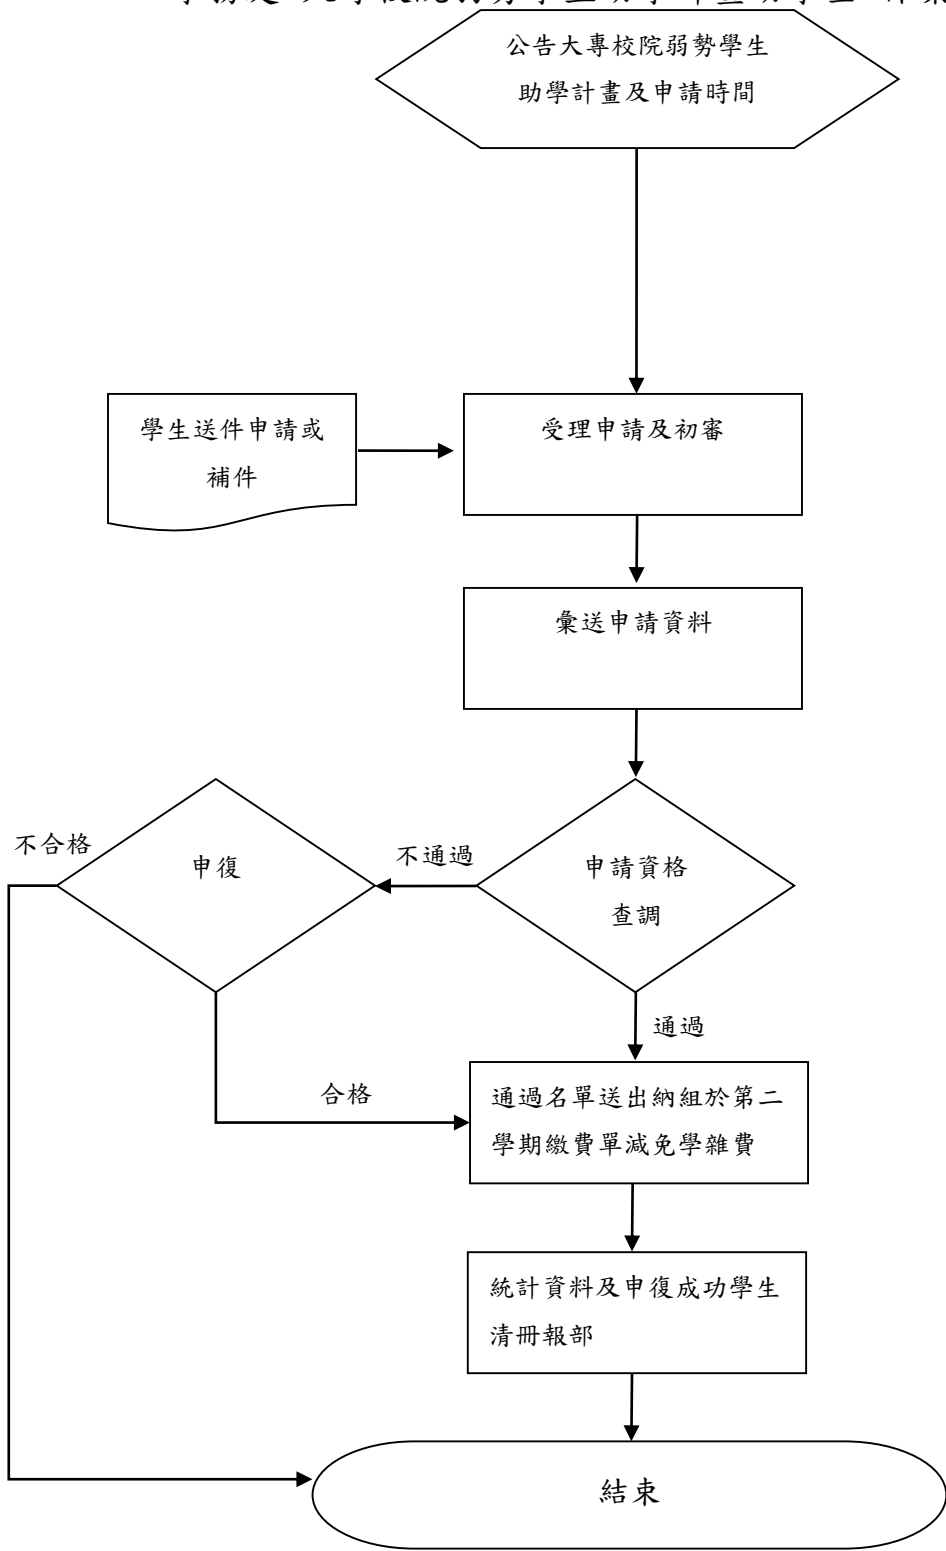 公告大專校院弱勢學生
助學計畫及申請時間
學生送件申請或
補件
受理申請及初審
彙送申請資料
不合格
申復
不通過
申請資格
查調
通過
合格
通過名單送出納組於第二
學期繳費單減免學雜費
統計資料及申復成功學生
清冊報部
結束